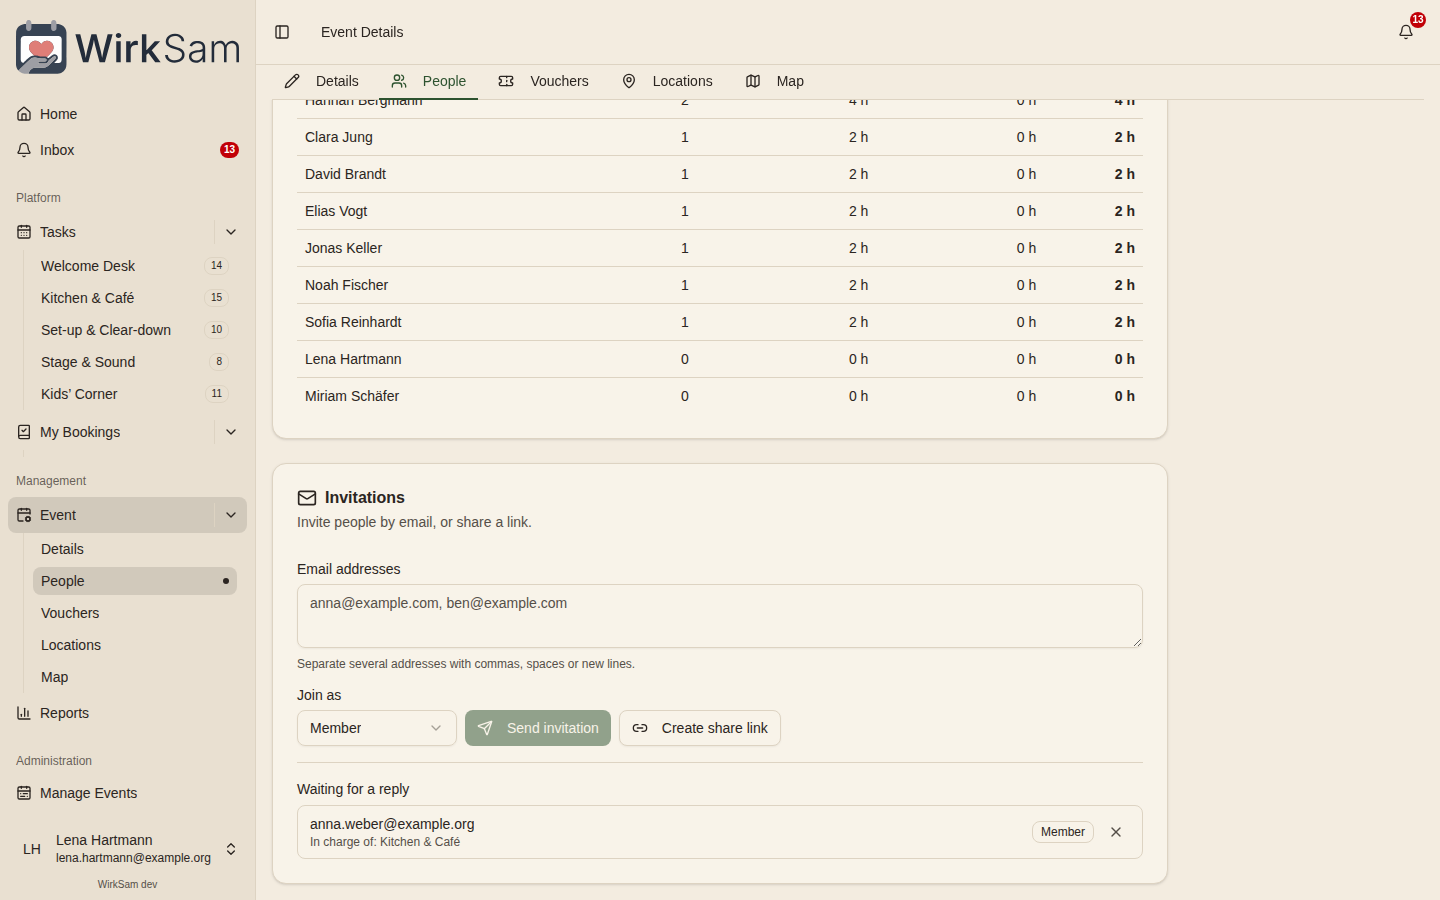 WirkSam
Event Details
13
Home
Inbox
13
Platform
Tasks
Welcome Desk 14
Kitchen & Café 15
Set-up & Clear-down 10
Stage & Sound 8
Kids’ Corner 11
My Bookings
Management
Event
Details
People
Vouchers
Locations
Map
Reports
Administration
Manage Events
LH
Lena Hartmann
lena.hartmann@example.org
WirkSam dev
Details People Vouchers Locations Map
Hannah Bergmann 2 4 h 0 h 4 h
Clara Jung 1 2 h 0 h 2 h
David Brandt 1 2 h 0 h 2 h
Elias Vogt 1 2 h 0 h 2 h
Jonas Keller 1 2 h 0 h 2 h
Noah Fischer 1 2 h 0 h 2 h
Sofia Reinhardt 1 2 h 0 h 2 h
Lena Hartmann 0 0 h 0 h 0 h
Miriam Schäfer 0 0 h 0 h 0 h
Invitations
Invite people by email, or share a link.
Email addresses
anna@example.com, ben@example.com
Separate several addresses with commas, spaces or new lines.
Join as
Member Send invitation Create share link
Waiting for a reply
anna.weber@example.org
In charge of: Kitchen & Café
Member